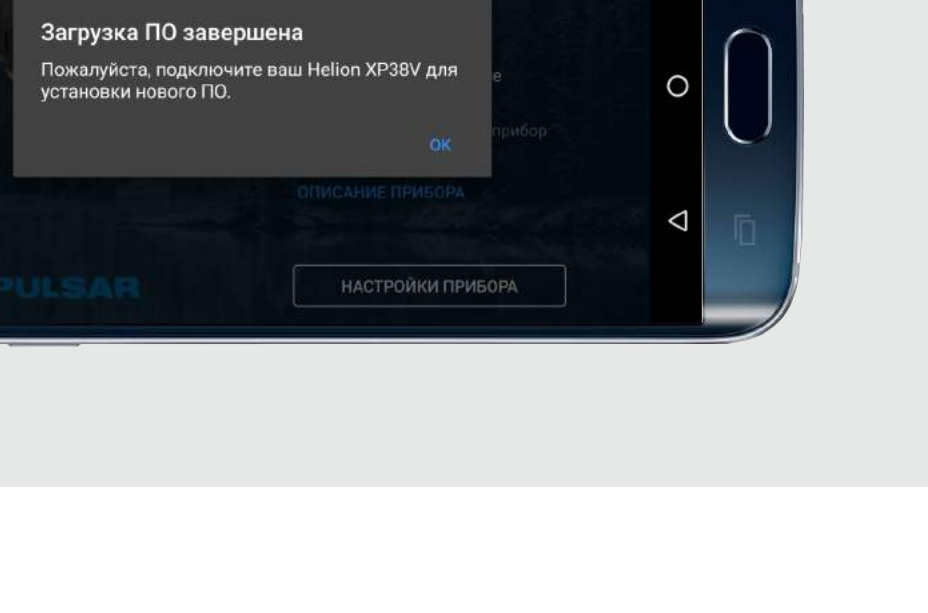 Загрузка ПО завершена
Пожалуйста, подключите ваш Helion XP38V для
установки нового ПО.
е
прибор
ОК
ОПИСАНИЕ ПРИБОРА
PULSAR
НАСТРОЙКИ ПРИБОРА